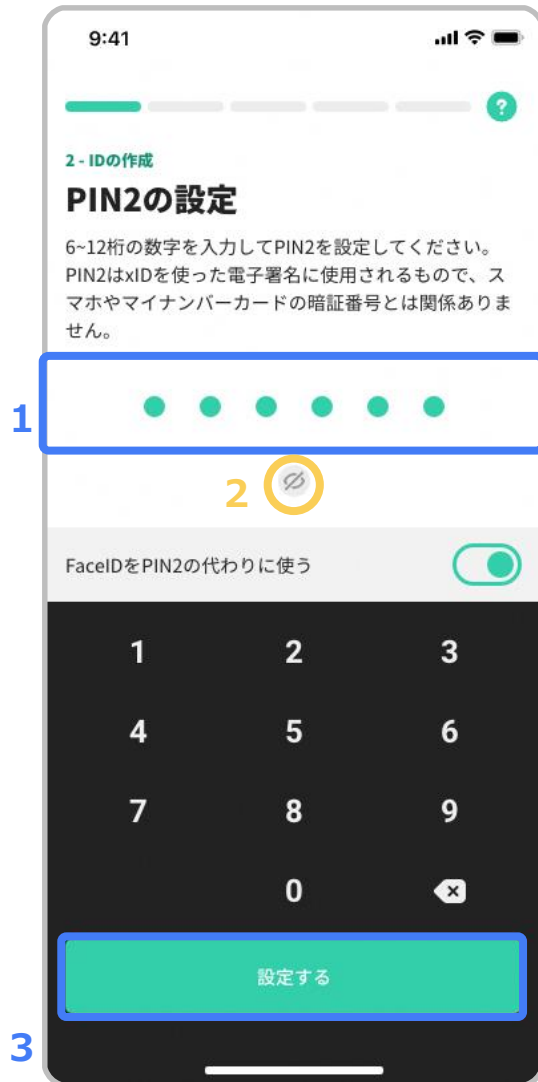 9:41
?
2 - IDの作成
PIN2の設定
6~12桁の数字を入力してPIN2を設定してください。
PIN2はxIDを使った電子署名に使用されるもので、ス
マホやマイナンバーカードの暗証番号とは関係ありま
せん。
1
2
FaceIDをPIN2の代わりに使う
1 2 3
4 5 6
7 8 9
0
設定する
3